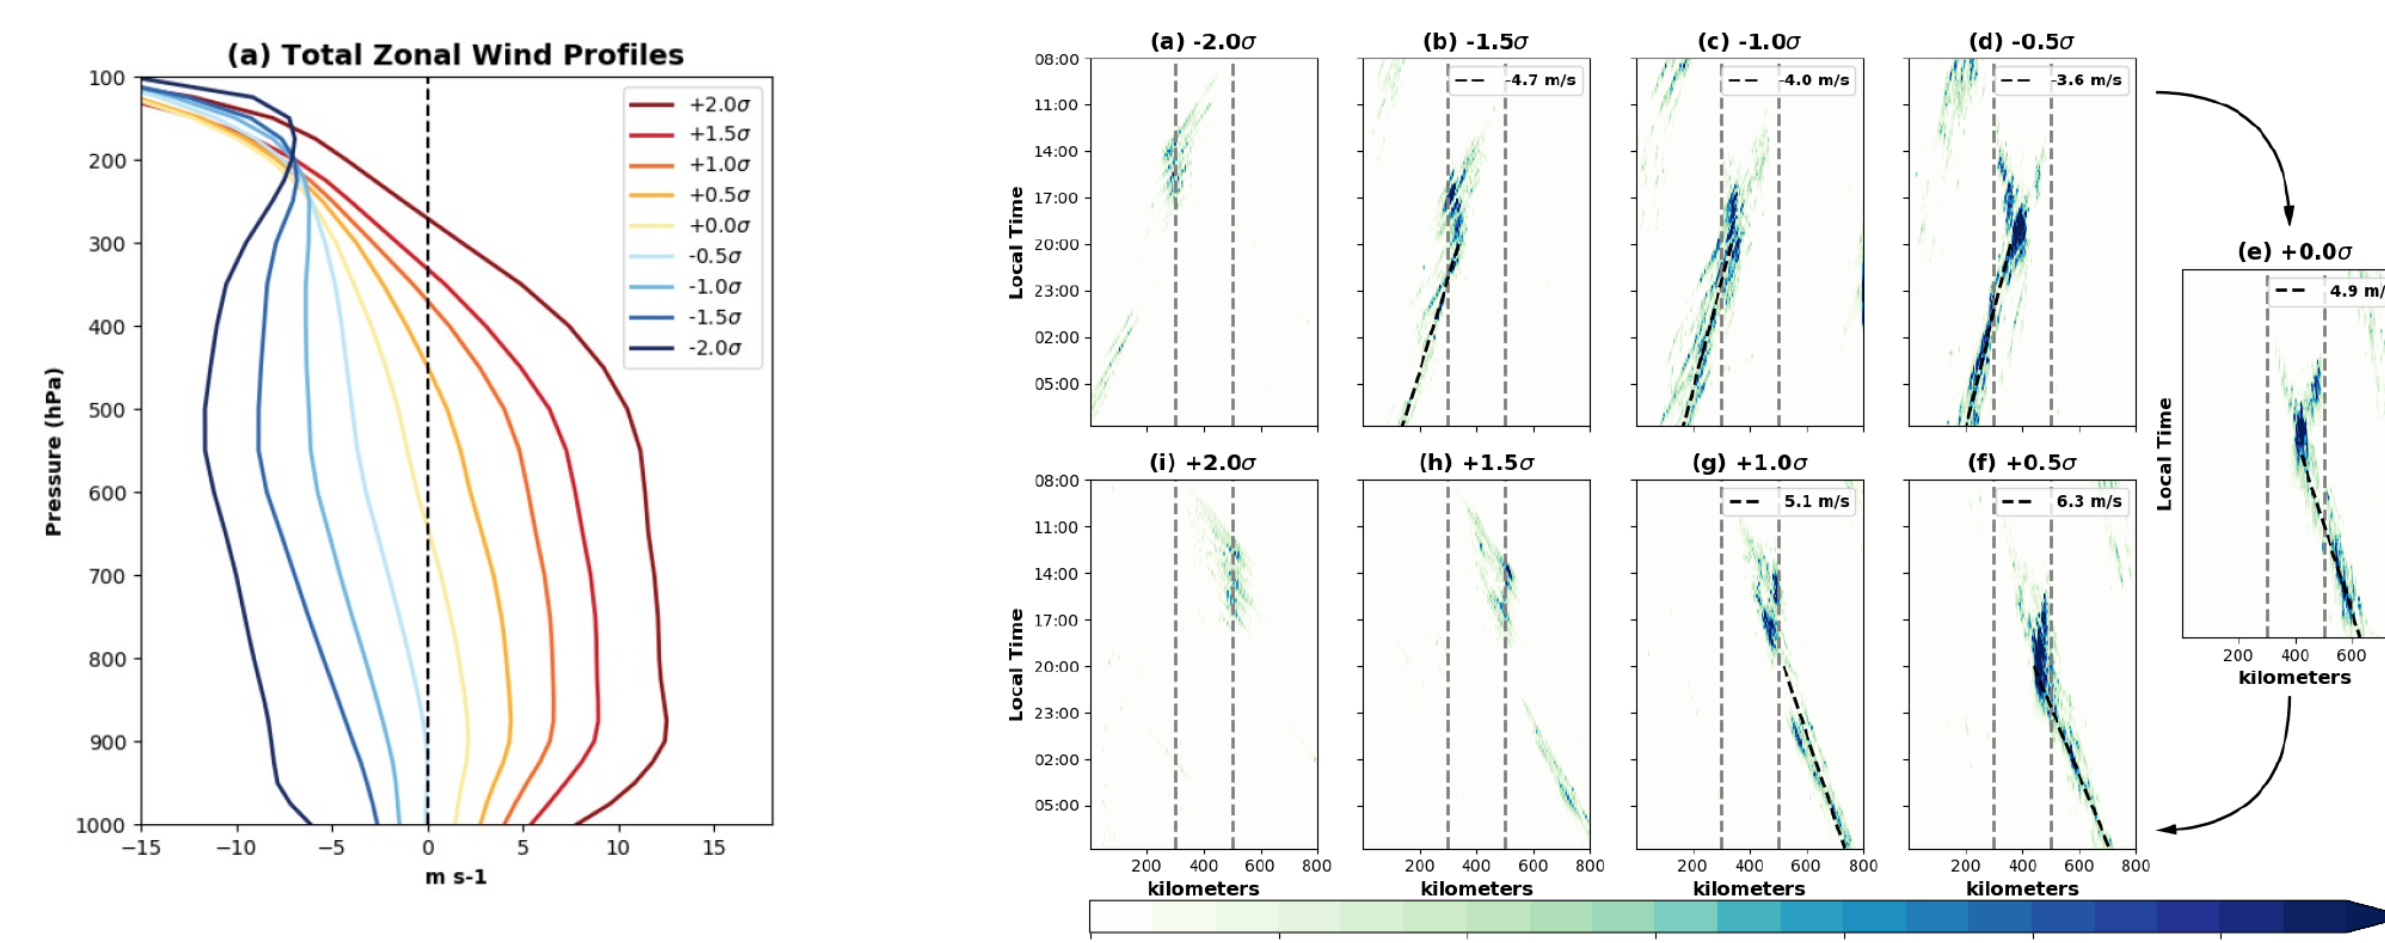 (a) Total Zonal Wind Profiles
100
200
300
400
500
600
700
800
900
1000
Pressure (hPa)
−15
−10
−5
0
5
10
15
m s-1
+2.0σ
+1.5σ
+1.0σ
+0.5σ
+0.0σ
-0.5σ
-1.0σ
-1.5σ
-2.0σ
(a) -2.0σ
(b) -1.5σ
(c) -1.0σ
(d) -0.5σ
-4.7 m/s
-4.0 m/s
-3.6 m/s
08:00
11:00
14:00
17:00
20:00
23:00
02:00
05:00
Local Time
(e) +0.0σ
4.9 m/
Local Time
200 400 600
kilometers
(i) +2.0σ
(h) +1.5σ
(g) +1.0σ
(f) +0.5σ
5.1 m/s
6.3 m/s
08:00
11:00
14:00
17:00
20:00
23:00
02:00
05:00
Local Time
200 400 600 800
200 400 600 800
200 400 600 800
200 400 600 800
kilometers
kilometers
kilometers
kilometers